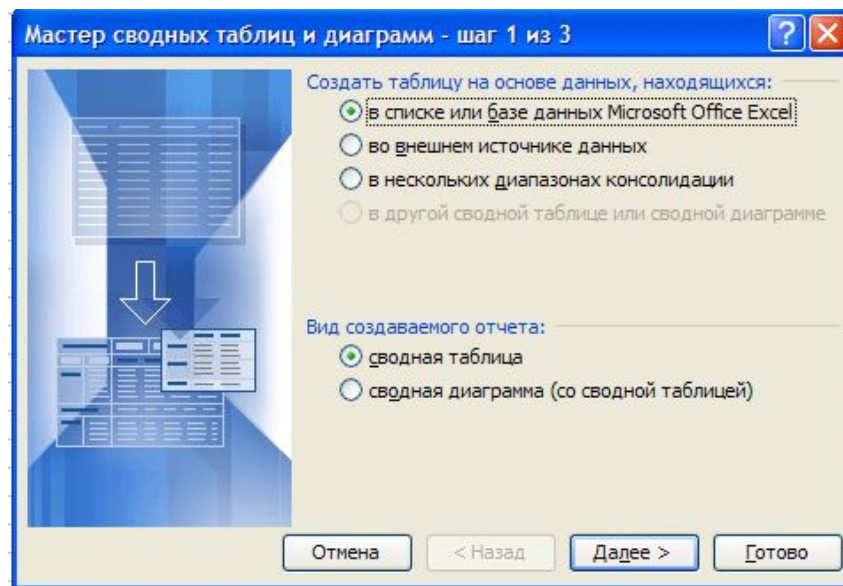 Мастер сводных таблиц и диаграмм - шаг 1 из 3
Создать таблицу на основе данных, находящихся:
в списке или базе данных Microsoft Office Excel
во внешнем источнике данных
в нескольких диапазонах консолидации
в другой сводной таблице или сводной диаграмме
Вид создаваемого отчета:
сводная таблица
сводная диаграмма (со сводной таблицей)
Отмена
< Назад
Далее >
Готово